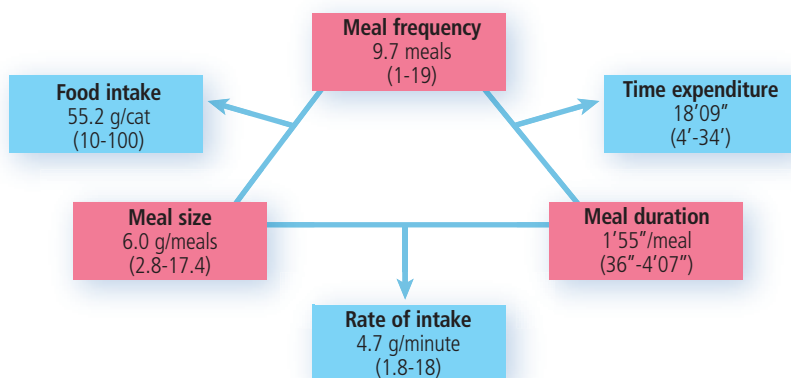 Meal frequency
9.7 meals
(1-19)
Food intake
55.2 g/cat
(10-100)
Time expenditure
18’09”
(4’-34’)
Meal size
6.0 g/meals
(2.8-17.4)
Meal duration
1’55”/meal
(36”-4’07”)
Rate of intake
4.7 g/minute
(1.8-18)